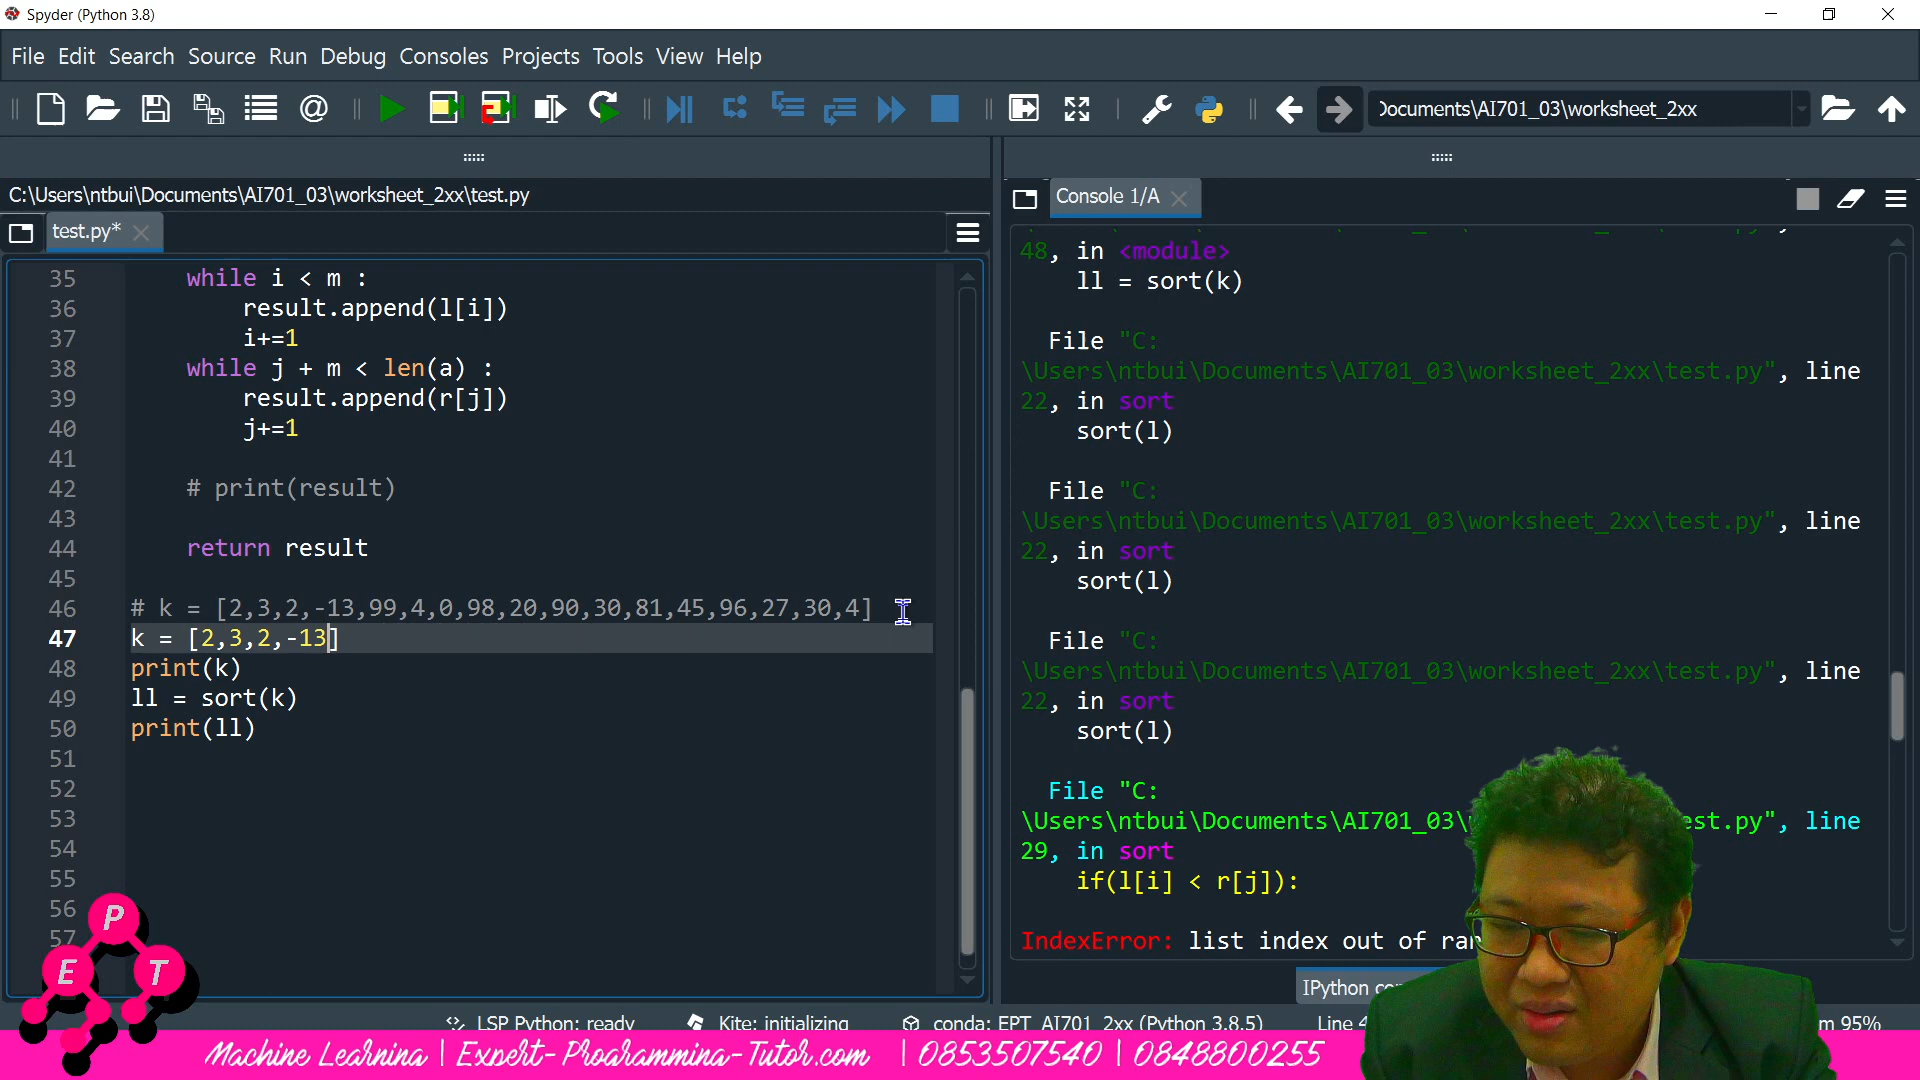 Spyder (Python 3.8)
File Edit Search Source Run Debug Consoles Projects Tools View Help
Documents\AI701_03\worksheet_2xx
C:\Users\ntbui\Documents\AI701_03\worksheet_2xx\test.py
test.py*
35 while i < m :
36 result.append(l[i])
37 i+=1
38 while j + m < len(a) :
39 result.append(r[j])
40 j+=1
41
42 # print(result)
43
44 return result
45
46 # k = [2,3,2,-13,99,4,0,98,20,90,30,81,45,96,27,30,4]
47 k = [2,3,2,-13]
48 print(k)
49 ll = sort(k)
50 print(ll)
51
52
53
54
55
56
57
Console 1/A
48, in <module>
ll = sort(k)
File "C:
\Users\ntbui\Documents\AI701_03\worksheet_2xx\test.py", line
22, in sort
sort(l)
File "C:
\Users\ntbui\Documents\AI701_03\worksheet_2xx\test.py", line
22, in sort
sort(l)
File "C:
\Users\ntbui\Documents\AI701_03\worksheet_2xx\test.py", line
22, in sort
sort(l)
File "C:
\Users\ntbui\Documents\AI701_03\ est.py", line
29, in sort
if(l[i] < r[j]):
IndexError: list index out of ran
IPython con
LSP Python: ready Kite: initializing conda: EPT_AI701_2xx (Python 3.8.5) Line 4 m 95%
P
E T
Machine Learning | Expert-Programming-Tutor.com | 0853507540 | 0848800255